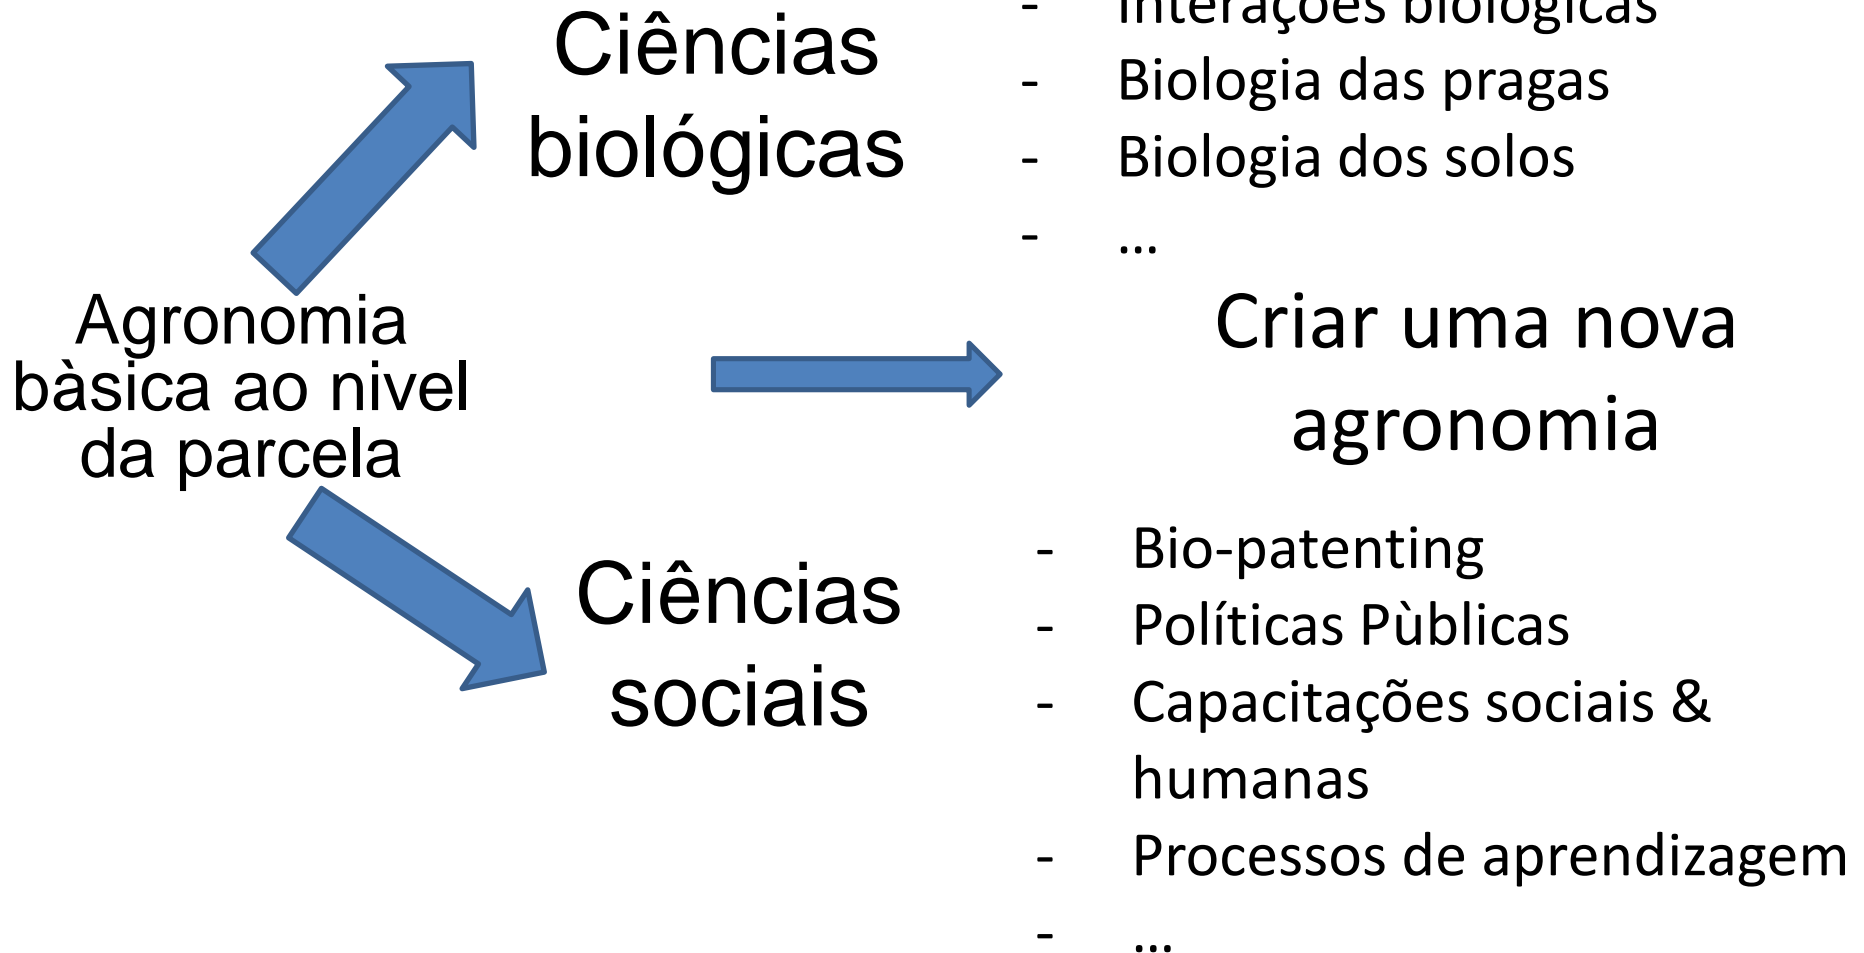 Ciências
biológicas
- Interações biológicas
- Biologia das pragas
- Biologia dos solos
- ...
Agronomia
bàsica ao nivel
da parcela
Criar uma nova
agronomia
Ciências
sociais
- Bio-patenting
- Políticas Pùblicas
- Capacitações sociais &
humanas
- Processos de aprendizagem
- ...